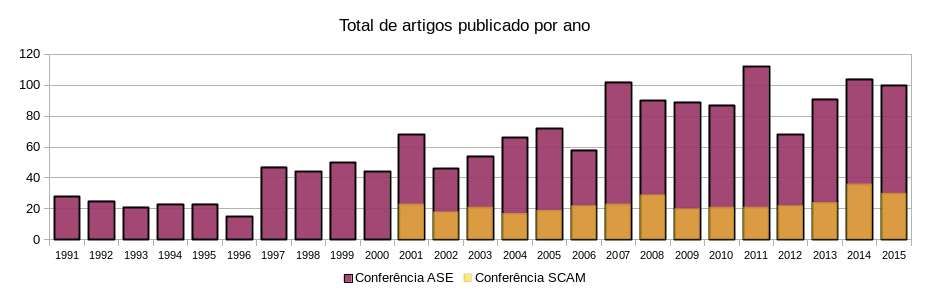 Total de artigos publicado por ano
120
100
80
60
40
20
0
1991 1992 1993 1994 1995 1996 1997 1998 1999 2000 2001 2002 2003 2004 2005 2006 2007 2008 2009 2010 2011 2012 2013 2014 2015
Conferência ASE Conferência SCAM